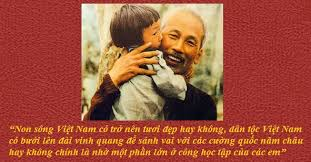 “Non sông Việt Nam có trở nên tươi đẹp hay không, dân tộc Việt Nam
có bưới lên đài vinh quang để sánh vai với các cường quốc năm châu
hay không chính là nhờ một phần lớn ở công học tập của các em”